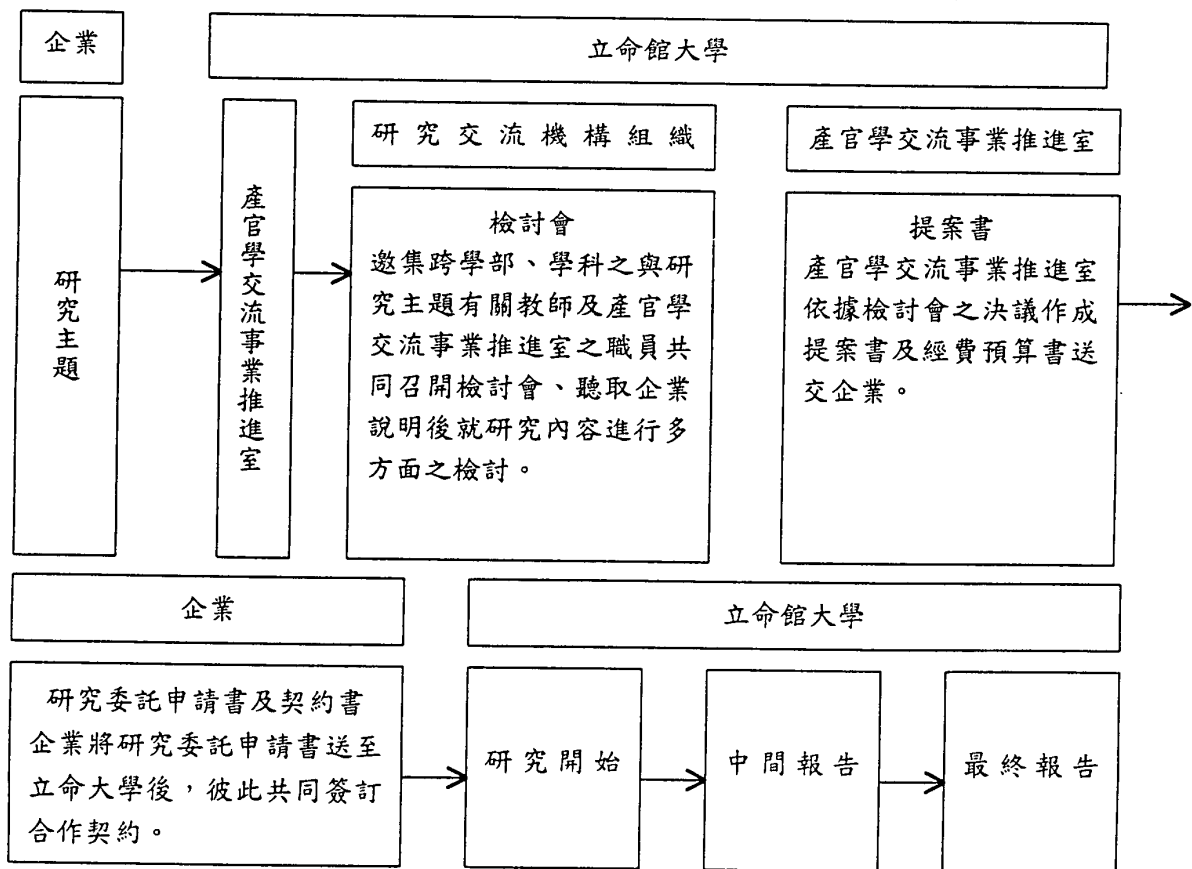 企業
立命館大學
研究主題
產官學交流事業推進室
研究交流機構組織
檢討會
邀集跨學部、學科之與研
究主題有關教師及產官學
交流事業推進室之職員共
同召開檢討會、聽取企業
說明後就研究內容進行多
方面之檢討。
產官學交流事業推進室
提案書
產官學交流事業推進室
依據檢討會之決議作成
提案書及經費預算書送
交企業。
企業
立命館大學
研究委託申請書及契約書
企業將研究委託申請書送至
立命大學後，彼此共同簽訂
合作契約。
研究開始
中間報告
最終報告